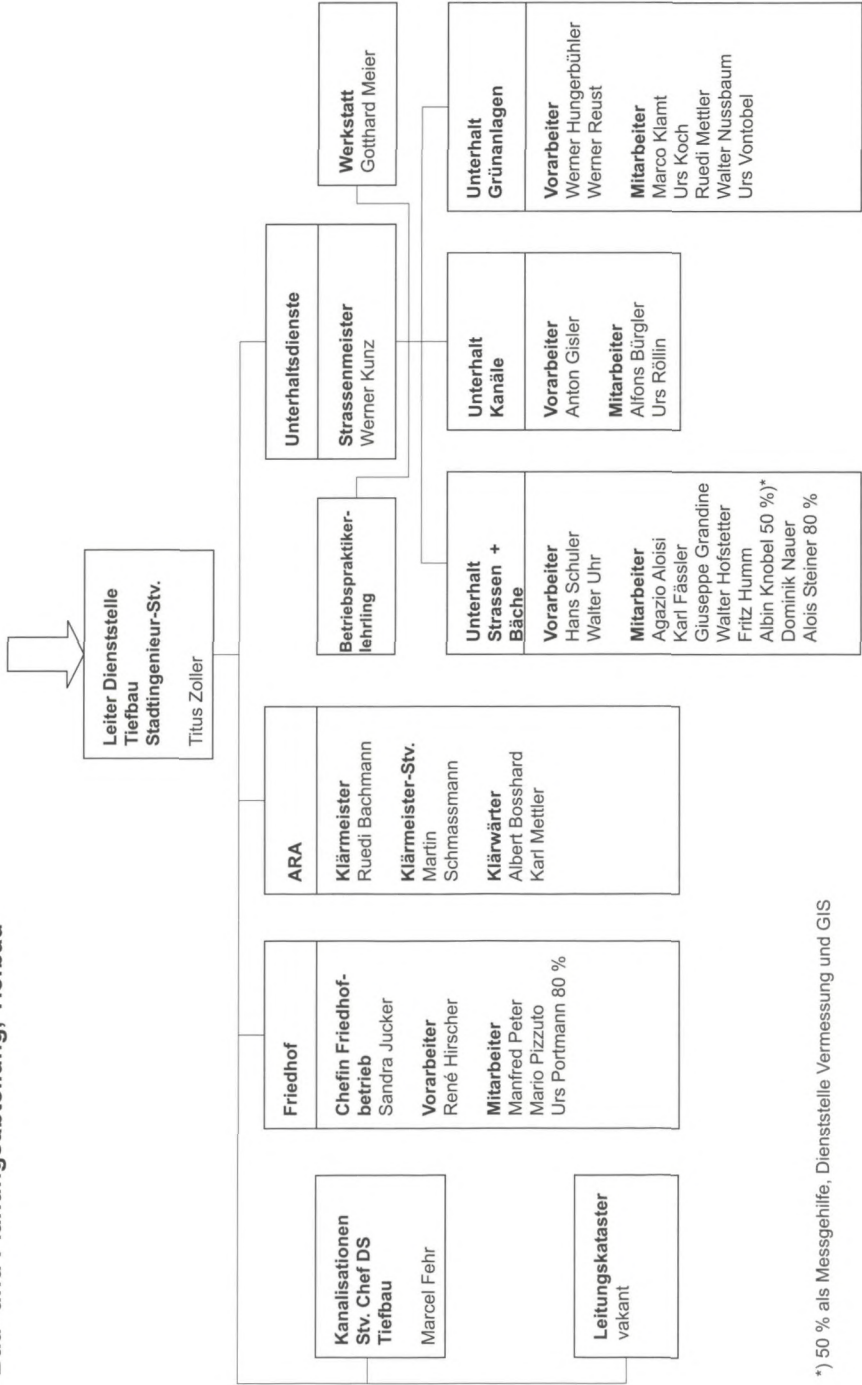 Bau- und Planungsabteilung, Tiefbau
Leiter Dienststelle
Tiefbau
Stadtingenieur-Stv.
Titus Zoller
Kanalisationen
Stv. Chef DS
Tiefbau
Marcel Fehr
Leitungskataster
vakant
Friedhof
Chefin Friedhof-
betrieb
Sandra Jucker
Vorarbeiter
René Hirscher
Mitarbeiter
Manfred Peter
Mario Pizzuto
Urs Portmann 80 %
ARA
Klärmeister
Ruedi Bachmann
Klärmeister-Stv.
Martin
Schmassmann
Klärwärter
Albert Bosshard
Karl Mettler
Unterhaltsdienste
Strassenmeister
Werner Kunz
Betriebspraktiker-
lehrling
Werkstatt
Gotthard Meier
Unterhalt
Strassen +
Bäche
Vorarbeiter
Hans Schuler
Walter Uhr
Mitarbeiter
Agazio Aloisi
Karl Fässler
Giuseppe Grandine
Walter Hofstetter
Fritz Humm
Albin Knobel 50 %)*
Dominik Nauer
Alois Steiner 80 %
Unterhalt
Kanäle
Vorarbeiter
Anton Gisler
Mitarbeiter
Alfons Bürgler
Urs Röllin
Unterhalt
Grünanlagen
Vorarbeiter
Werner Hungerbühler
Werner Reust
Mitarbeiter
Marco Klamt
Urs Koch
Ruedi Mettler
Walter Nussbaum
Urs Vontobel
*) 50 % als Messgehilfe, Dienststelle Vermessung und GIS